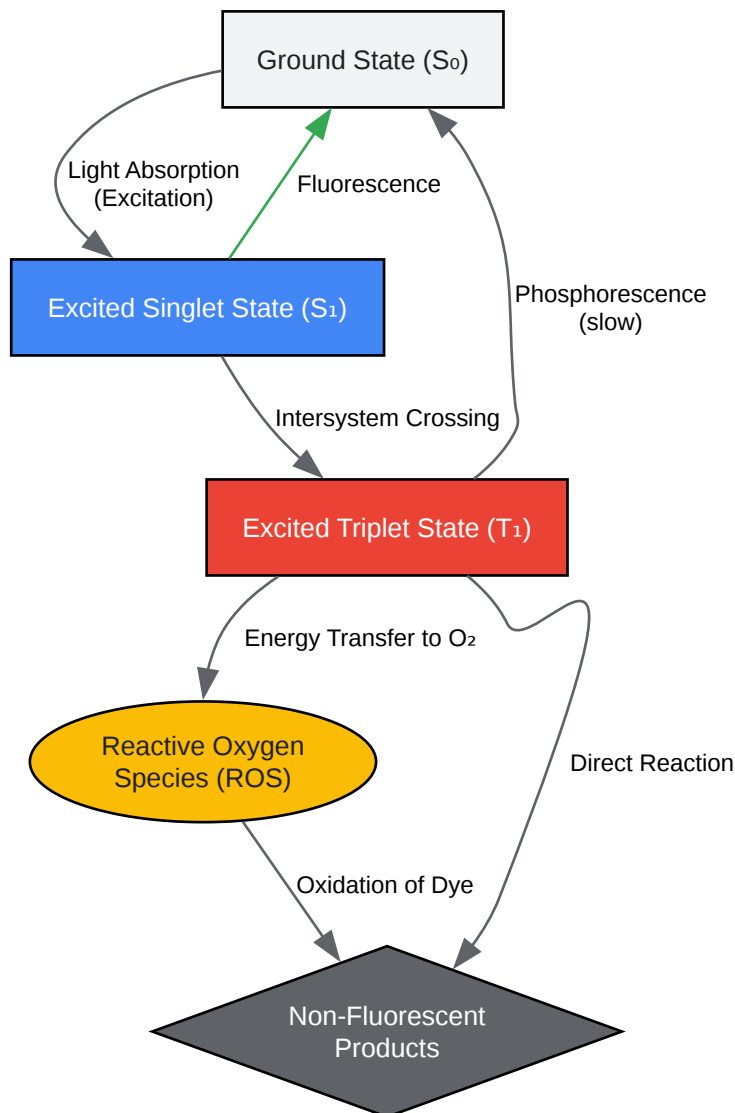 Ground State (S₀)
Light Absorption
(Excitation)
Fluorescence
Excited Singlet State (S₁)
Phosphorescence
(slow)
Intersystem Crossing
Excited Triplet State (T₁)
Energy Transfer to O₂
Reactive Oxygen
Species (ROS)
Direct Reaction
Oxidation of Dye
Non-Fluorescent
Products